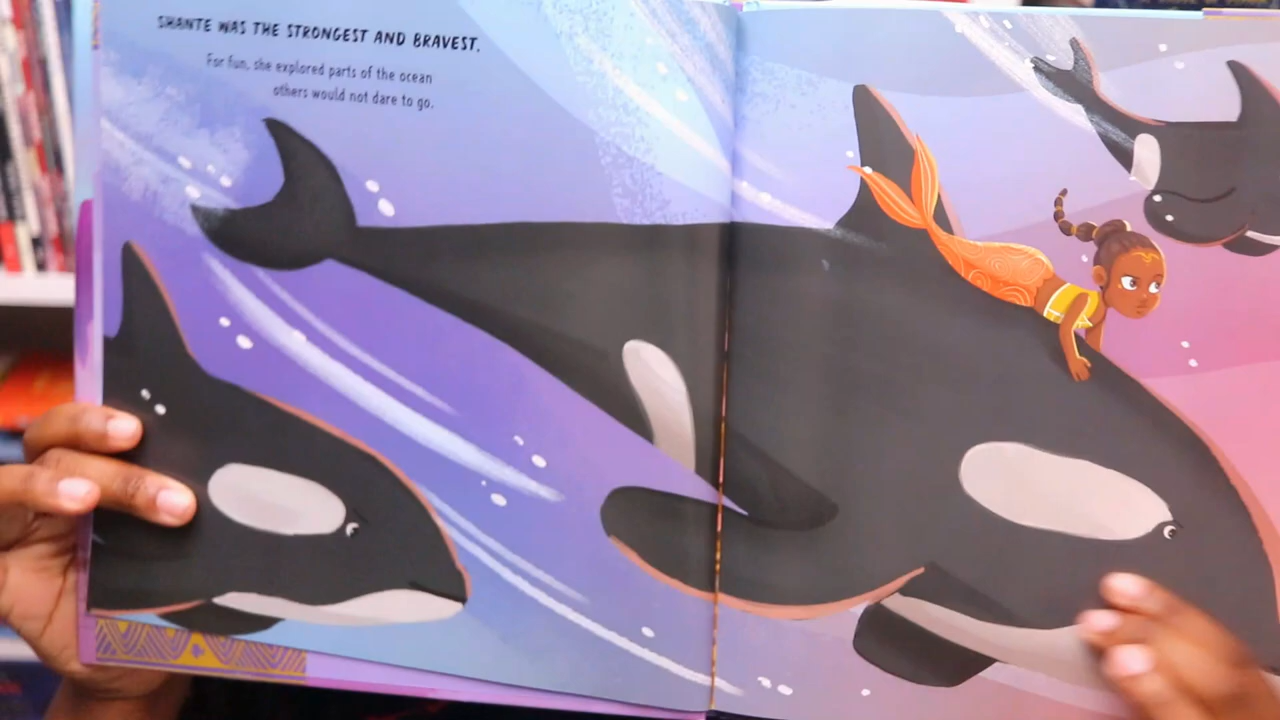 SHANTE WAS THE STRONGEST AND BRAVEST.
For fun, she explored parts of the ocean
others would not dare to go.